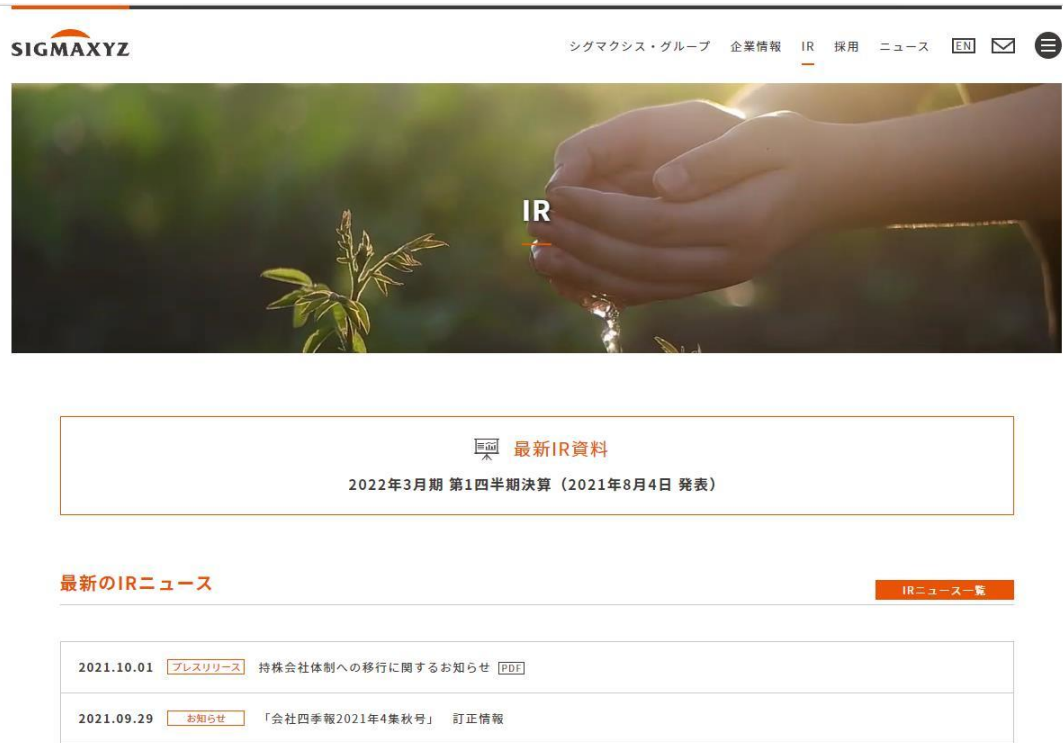 SIGMAXYZ
シグマクシス・グループ 企業情報 IR 採用 ニュース EN
IR
最新IR資料
2022年3月期 第1四半期決算（2021年8月4日 発表）
最新のIRニュース
IRニュース一覧
2021.10.01 プレスリリース 持株会社体制への移行に関するお知らせ PDF
2021.09.29 お知らせ 「会社四季報2021年4集秋号」 訂正情報